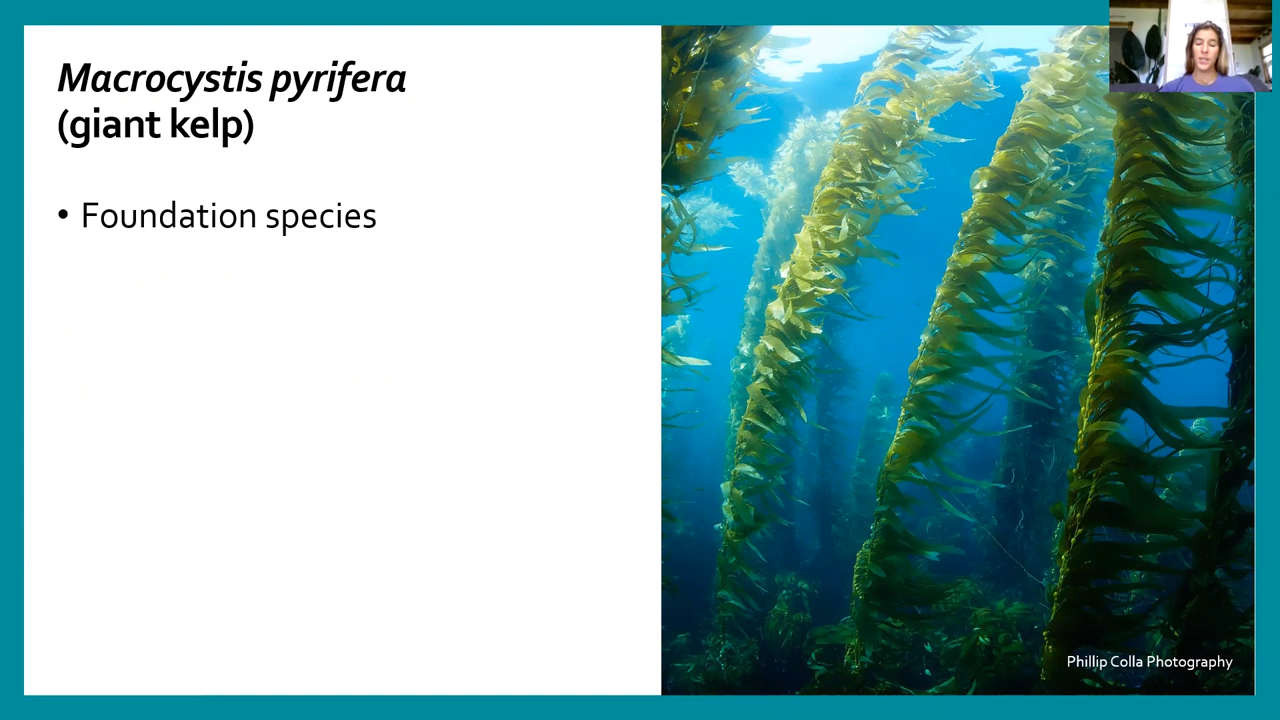 Macrocystis pyrifera
(giant kelp)
• Foundation species
Phillip Colla Photography